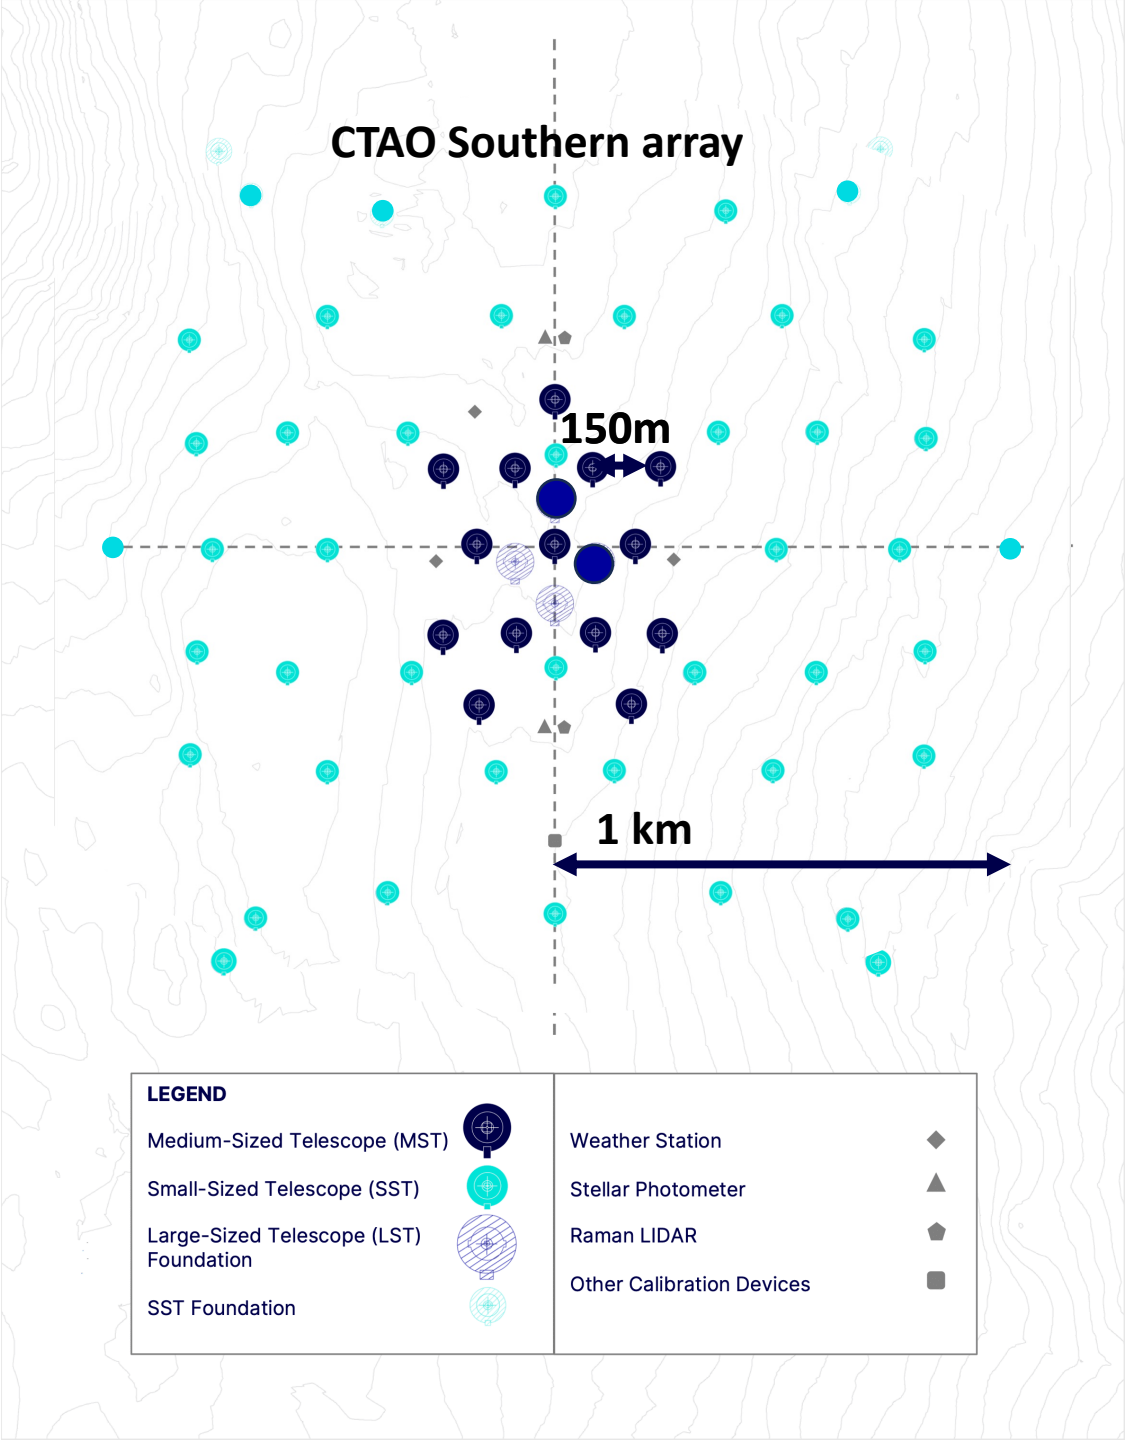 CTAO Southern array
150m
1 km
LEGEND
Medium-Sized Telescope (MST)
Small-Sized Telescope (SST)
Large-Sized Telescope (LST)
Foundation
SST Foundation
Weather Station
Stellar Photometer
Raman LIDAR
Other Calibration Devices